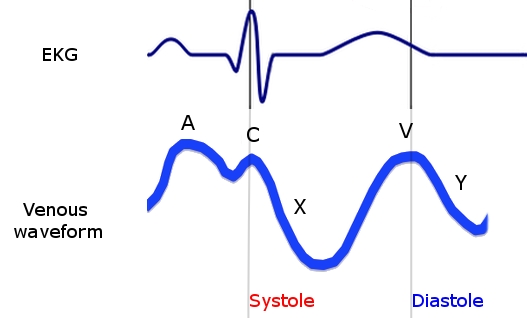 EKG
A
C
V
X
Y
Venous
waveform
Systole
Diastole